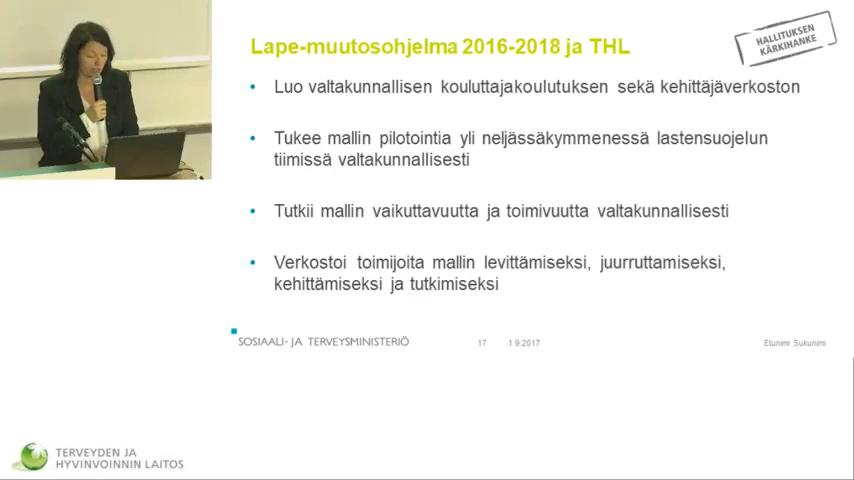 Lape-muutosohjelma 2016-2018 ja THL
HALLITUKSEN
KÄRKIHANKE
• Luo valtakunnallisen kouluttajakoulutuksen sekä kehittäjäverkoston
• Tukee mallin pilotointia yli neljässäkymmenessä lastensuojelun
tiimissä valtakunnallisesti
• Tutkii mallin vaikuttavuutta ja toimivuutta valtakunnallisesti
• Verkostoi toimijoita mallin levittämiseksi, juurruttamiseksi,
kehittämiseksi ja tutkimiseksi
SOSIAALI- JA TERVEYSMINISTERIÖ 17 1.9.2017 Etunimi Sukunimi
TERVEYDEN JA
HYVINVOINNIN LAITOS